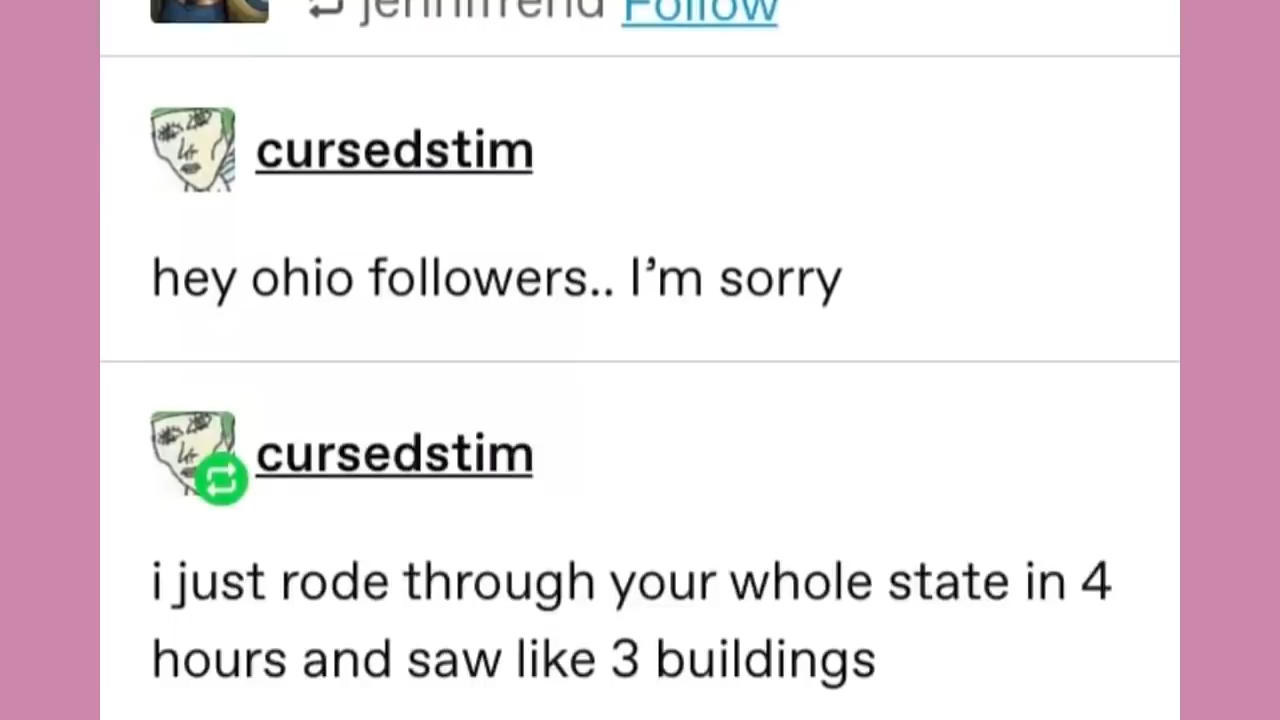 Follow
cursedstim
hey ohio followers.. I’m sorry
cursedstim
i just rode through your whole state in 4
hours and saw like 3 buildings